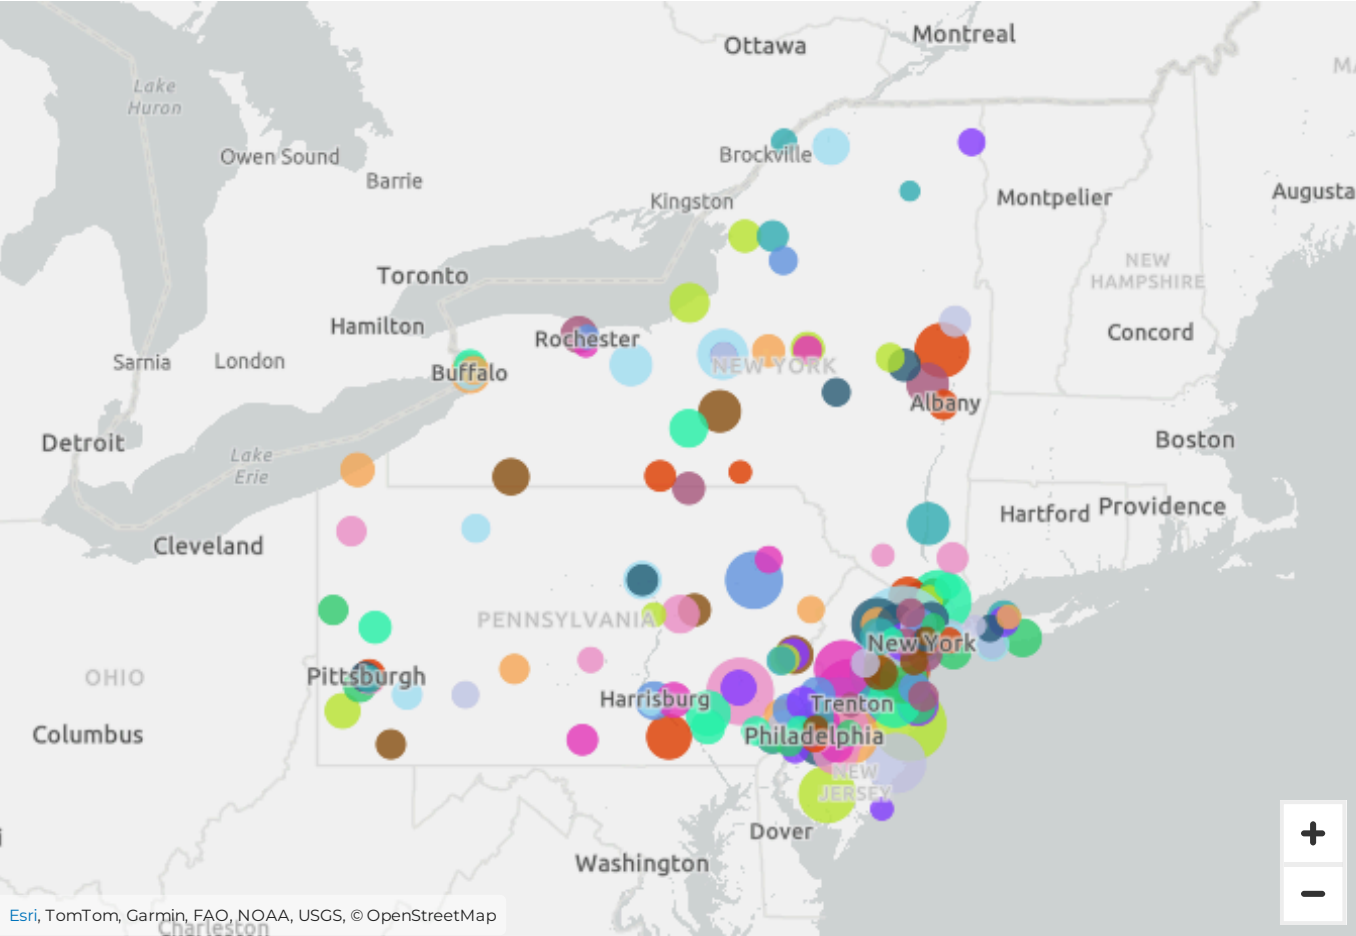 Ottawa
Montreal
MA
Lake
Huron
Owen Sound
Brockville
Barrie
Kingston
Montpelier
Augusta
NEW
HAMPSHIRE
Toronto
Hamilton
Rochester
Concord
Sarnia
London
Buffalo
NEW YORK
Albany
Detroit
Boston
Lake
Erie
Hartford
Providence
Cleveland
PENNSYLVANIA
New York
OHIO
Pittsburgh
Harrisburg
Trenton
Columbus
Philadelphia
NEW
JERSEY
Dover
+
Washington
−
Esri, TomTom, Garmin, FAO, NOAA, USGS, © OpenStreetMap
Charleston